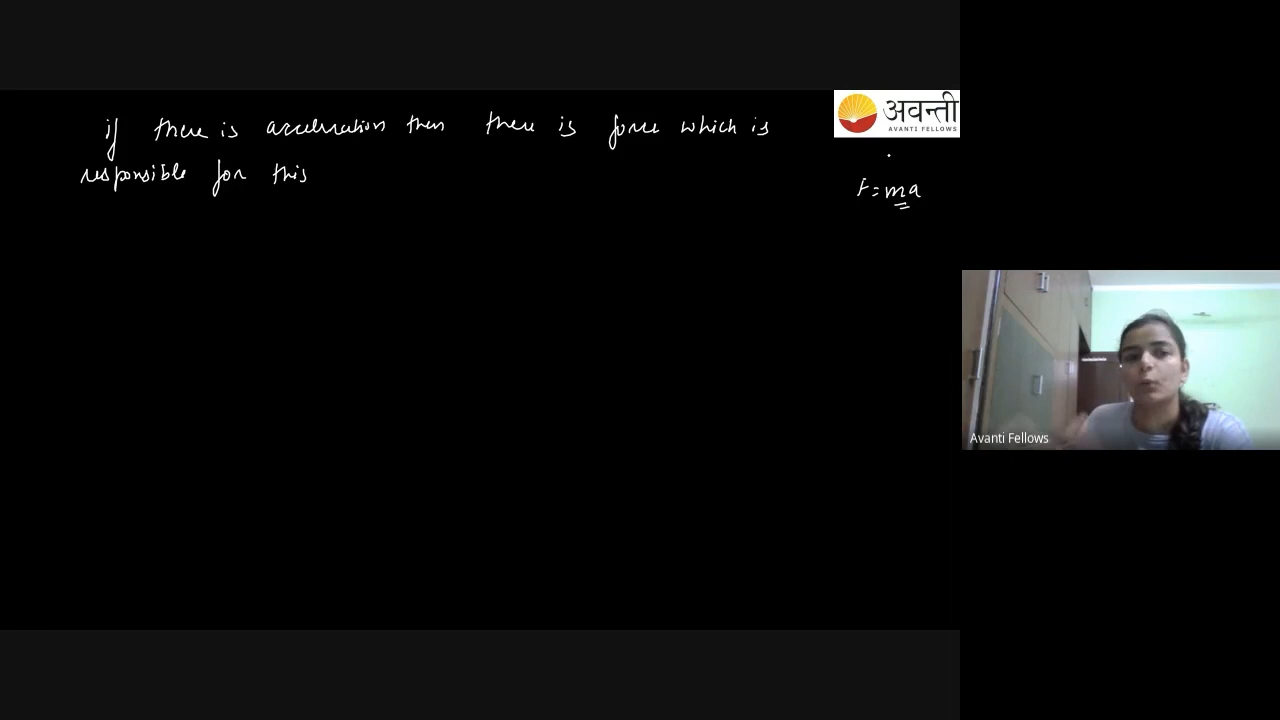 if there is acceleration then there is force which is
responsible for this
अवन्ती
AVANTI FELLOWS
F=ma
Avanti Fellows